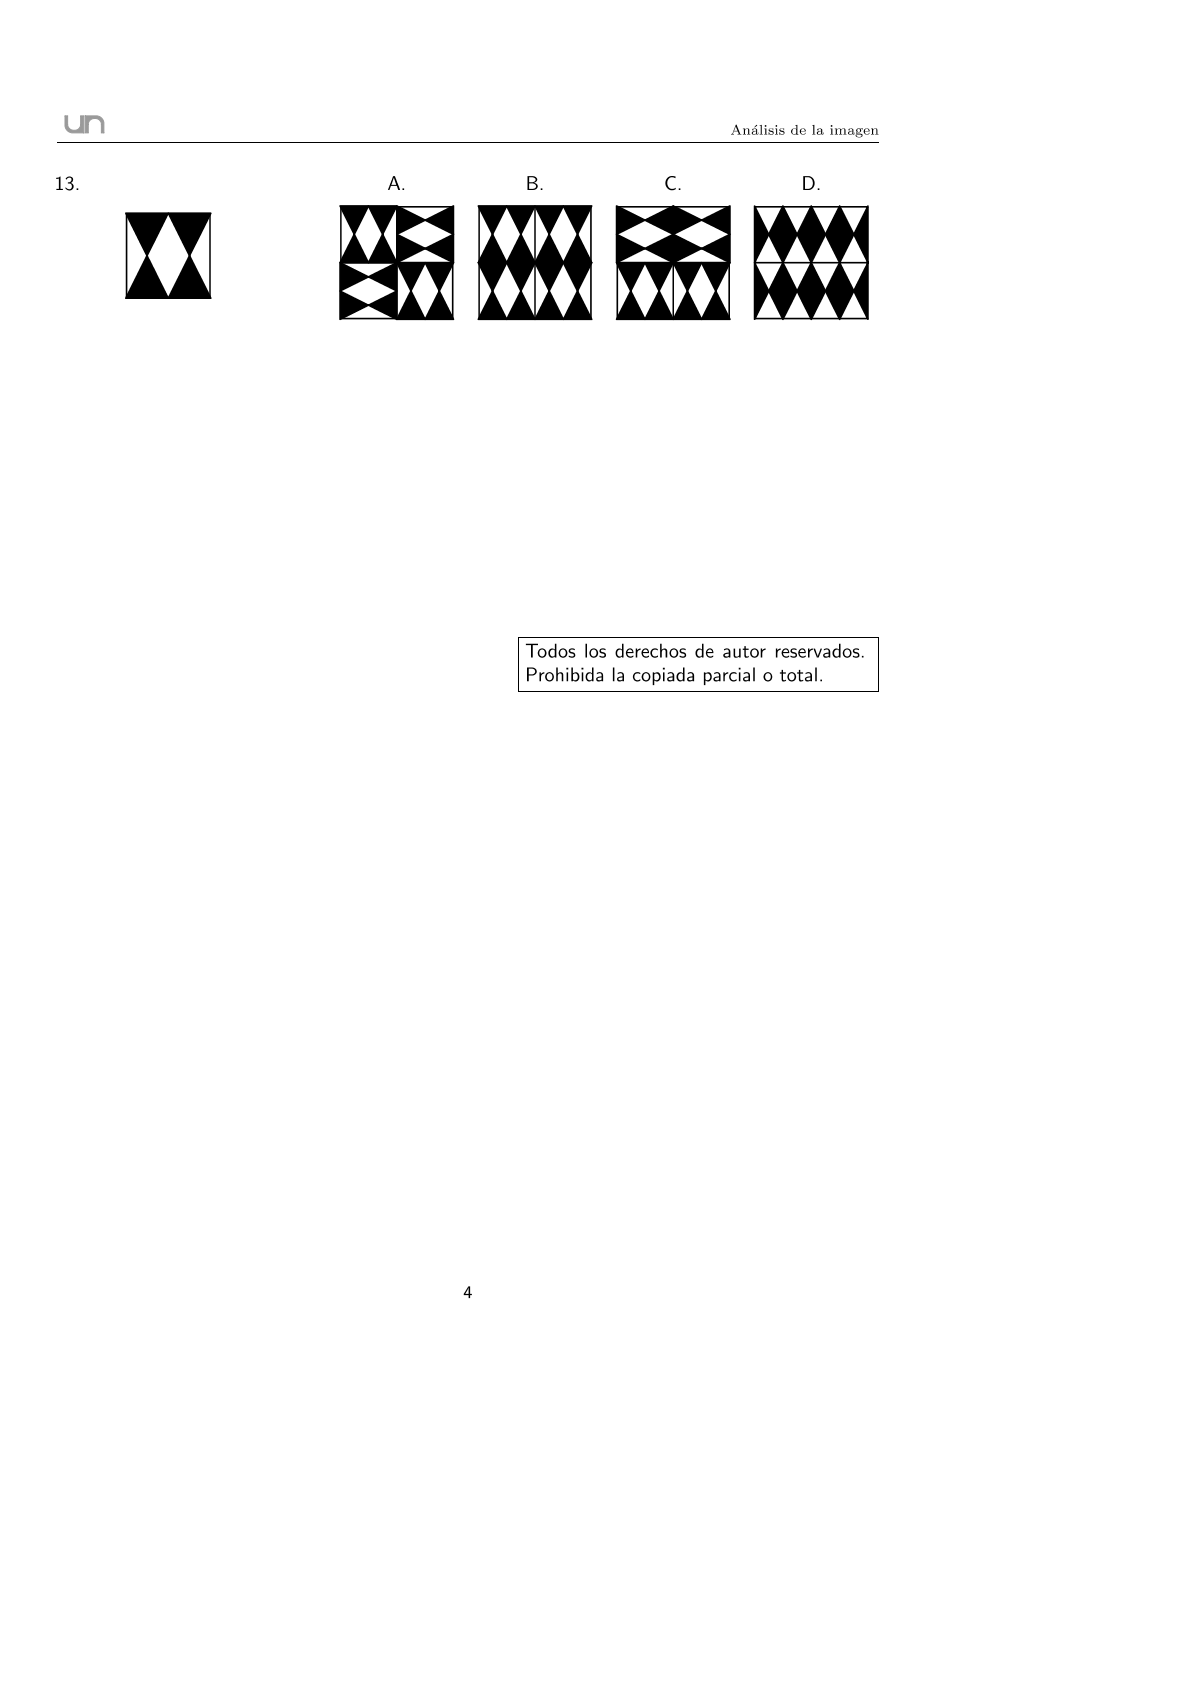 un
Análisis de la imagen
13.
A.
B.
C.
D.
Todos los derechos de autor reservados.
Prohibida la copiada parcial o total.
4